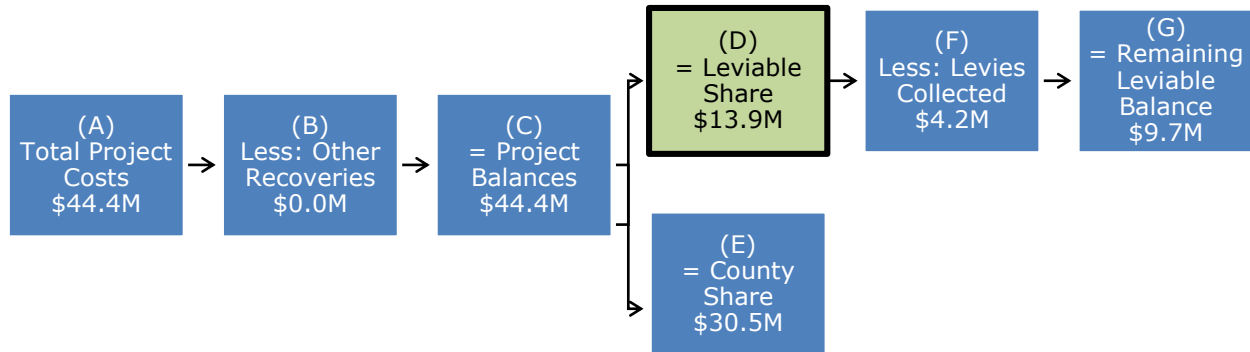 (A)
Total Project
Costs
$44.4M
(B)
Less: Other
Recoveries
$0.0M
(C)
= Project
Balances
$44.4M
(D)
= Leviable
Share
$13.9M
(E)
= County
Share
$30.5M
(F)
Less: Levies
Collected
$4.2M
(G)
= Remaining
Leviable
Balance
$9.7M